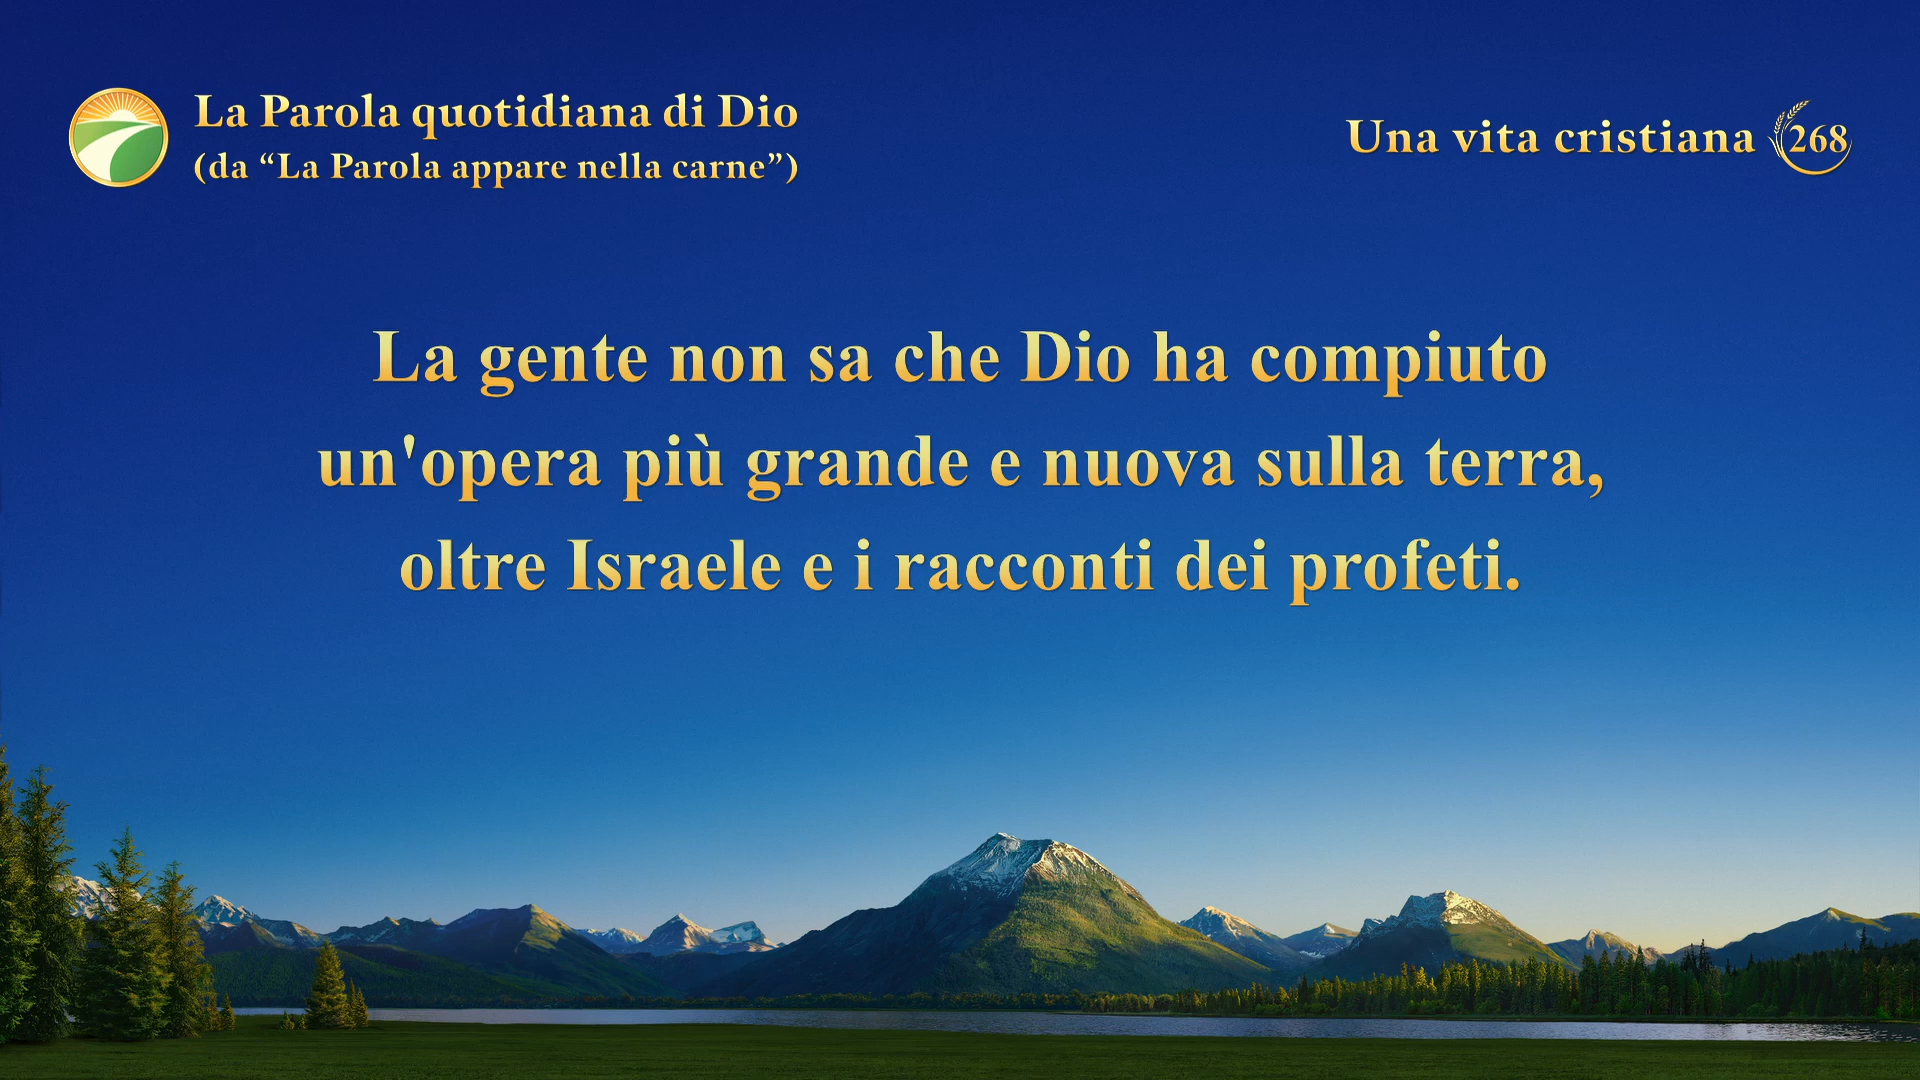 La Parola quotidiana di Dio
(da “La Parola appare nella carne”)
Una vita cristiana 268
La gente non sa che Dio ha compiuto
un'opera più grande e nuova sulla terra,
oltre Israele e i racconti dei profeti.